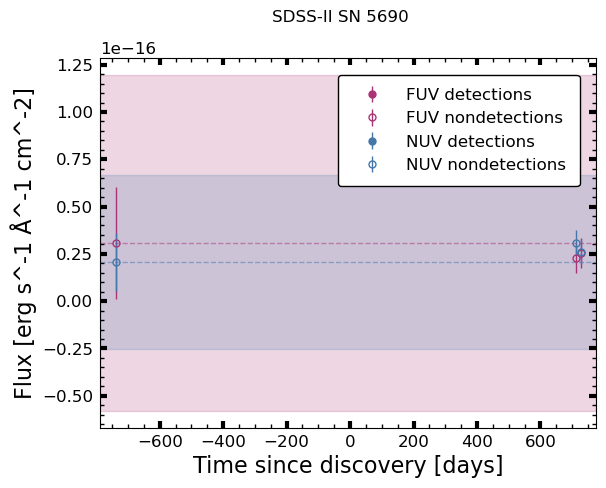 SDSS-II SN 5690
1e−16
1.25
1.00
0.75
0.50
0.25
0.00
−0.25
−0.50
FUV detections
FUV nondetections
NUV detections
NUV nondetections
−600
−400
−200
0
200
400
600
Time since discovery [days]
Flux [erg s^-1 Å^-1 cm^-2]